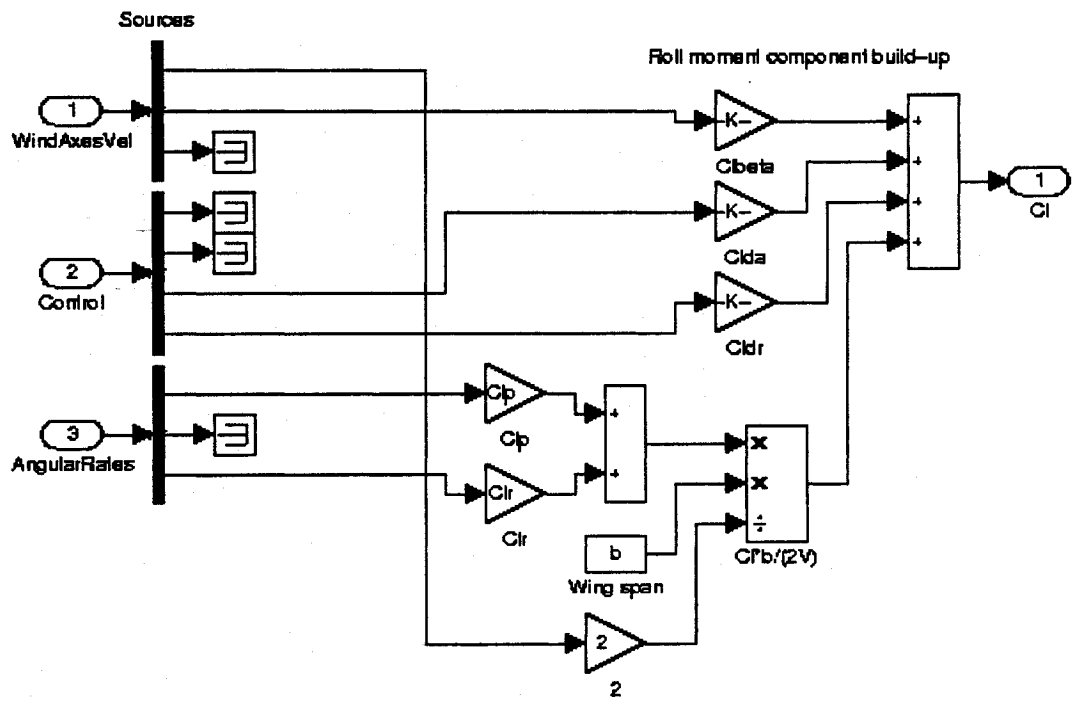 Sources
Roll moment component build-up
1
WindAxesVel
-K-
Clbeta
+
+
+
+
1
Cl
-K-
Clda
2
Control
-K-
Cldr
3
AngularRates
Clp
Clp
+
+
Clr
Clr
×
×
÷
Cl*b/(2V)
b
Wing span
2
2